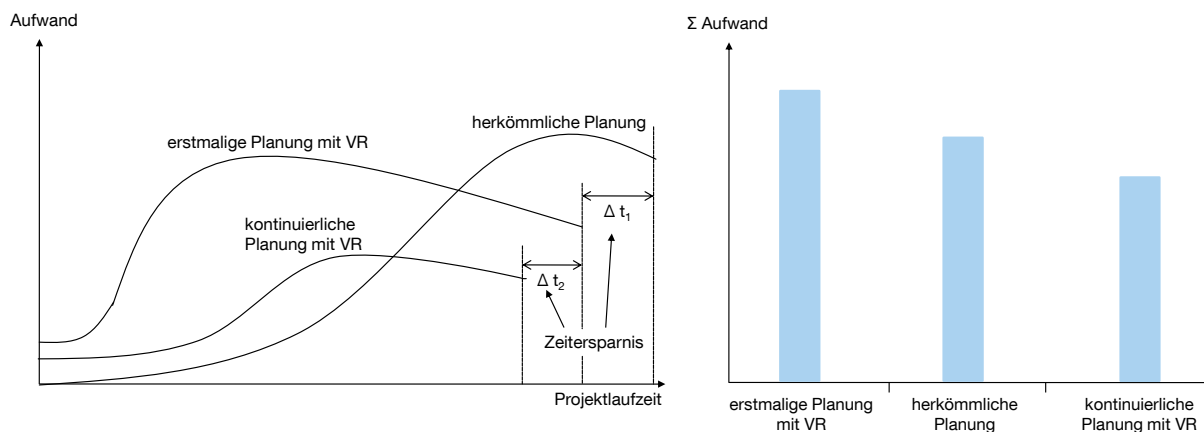 Aufwand
herkömmliche Planung
erstmalige Planung mit VR
kontinuierliche
Planung mit VR
Δ t₁
Δ t₂
Zeitersparnis
Projektlaufzeit
Σ Aufwand
erstmalige Planung
mit VR
herkömmliche
Planung
kontinuierliche
Planung mit VR